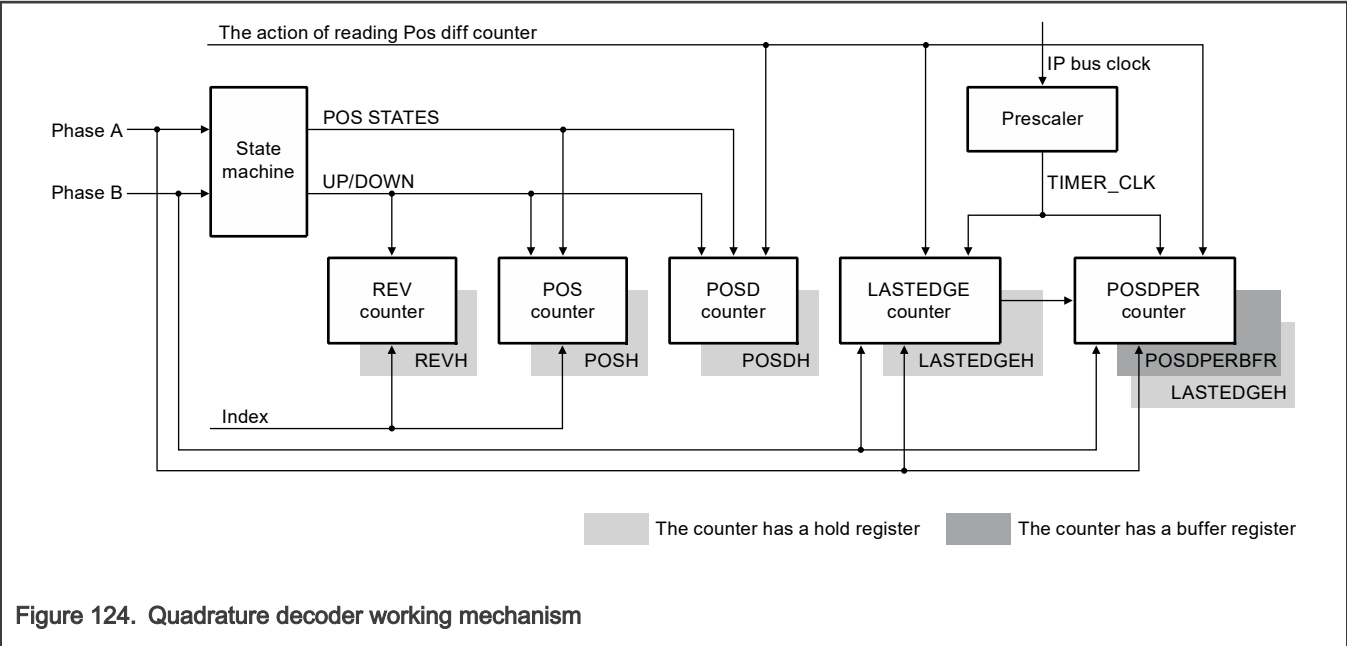 The action of reading Pos diff counter
IP bus clock
Prescaler
Phase A
POS STATES
State
machine
Phase B
UP/DOWN
TIMER_CLK
REV
counter
POS
counter
POSD
counter
LASTEDGE
counter
POSDPER
counter
REVH
POSH
POSDH
LASTEDGEH
POSDPERBFR
LASTEDGEH
Index
The counter has a hold register
The counter has a buffer register
Figure 124. Quadrature decoder working mechanism